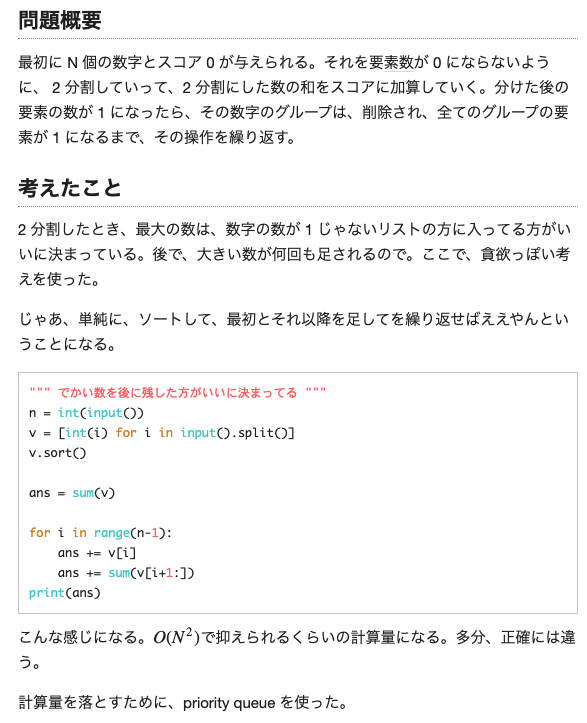 問題概要
最初に N 個の数字とスコア 0 が与えられる。それを要素数が 0 にならないよう
に、 2 分割していって、2 分割にした数の和をスコアに加算していく。分けた後の
要素の数が 1 になったら、その数字のグループは、削除され、全てのグループの要
素が 1 になるまで、その操作を繰り返す。
考えたこと
2 分割したとき、最大の数は、数字の数が 1 じゃないリストの方に入ってる方がい
いに決まっている。後で、大きい数が何回も足されるので。ここで、貪欲っぽい考
えを使った。
じゃあ、単純に、ソートして、最初とそれ以降を足してを繰り返せばええやんとい
うことになる。
""" でかい数を後に残した方がいいに決まってる """
n = int(input())
v = [int(i) for i in input().split()]
v.sort()
ans = sum(v)
for i in range(n-1):
    ans += v[i]
    ans += sum(v[i+1:])
print(ans)
こんな感じになる。O(N²)で抑えられるくらいの計算量になる。多分、正確には違
う。
計算量を落とすために、priority queue を使った。